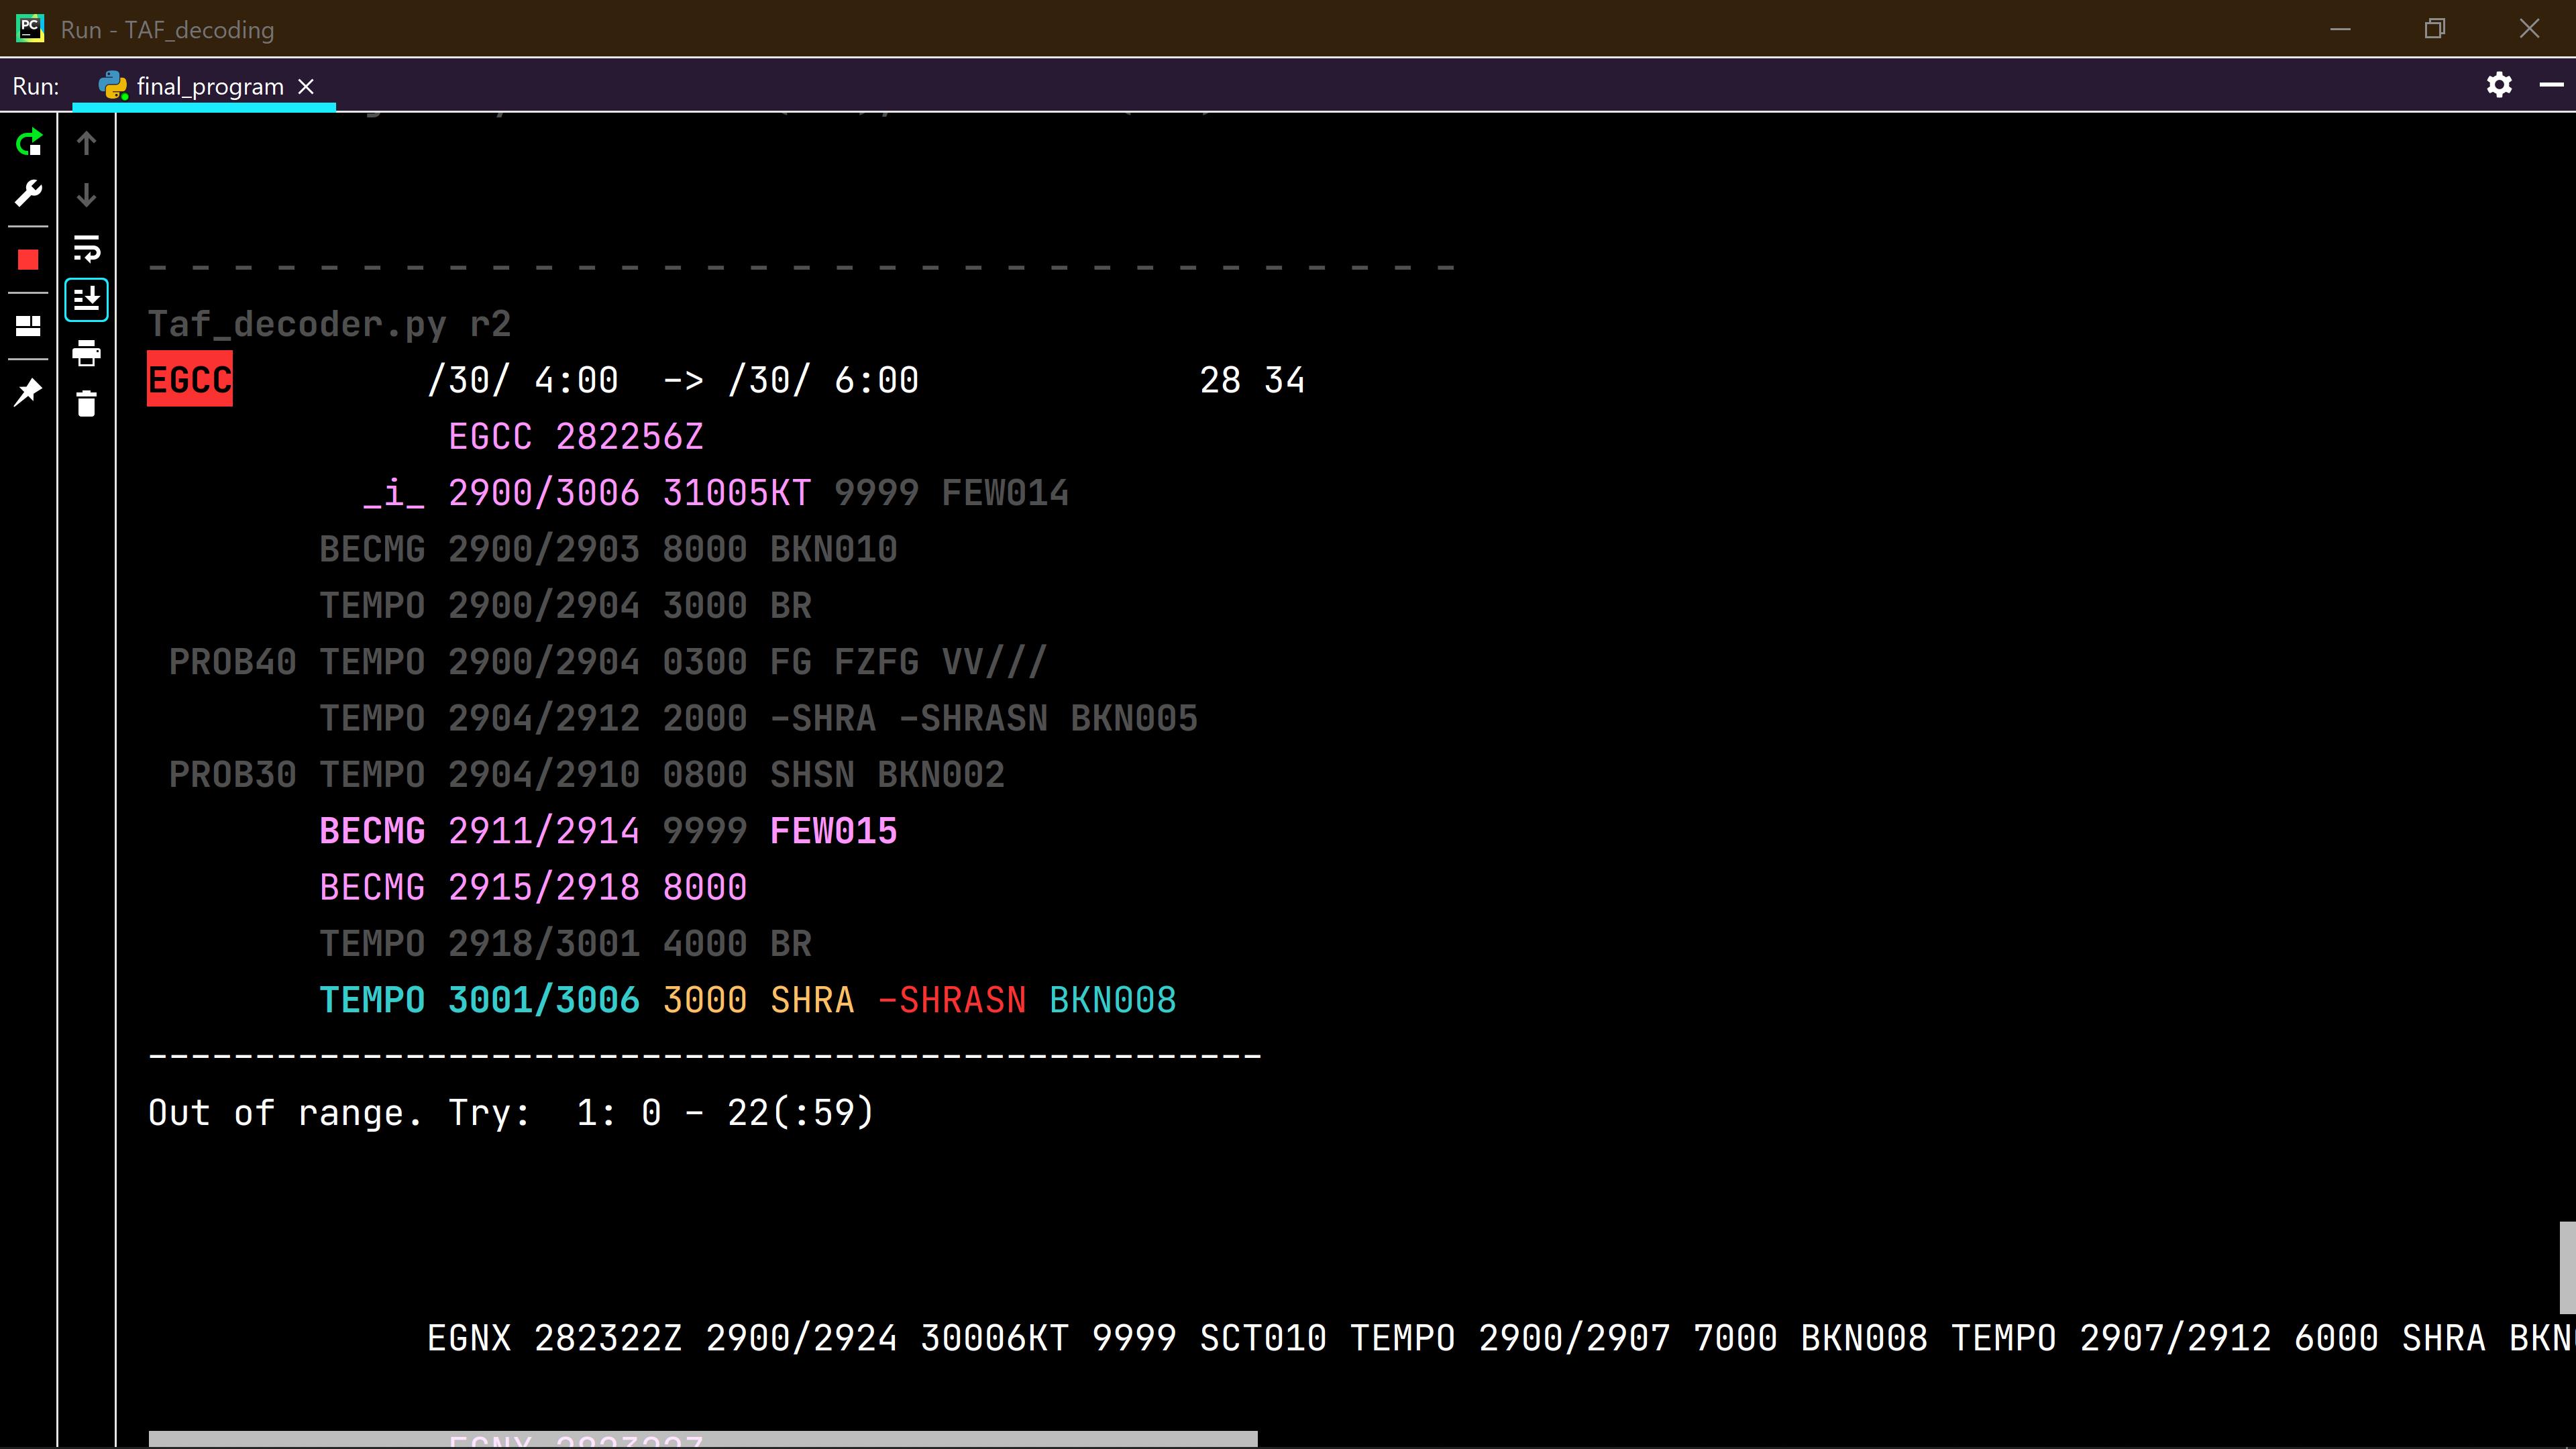 PC Run - TAF_decoding
Run: final_program
- - - - - - - - - - - - - - - - - - - - - - - - - - - - - - -
Taf_decoder.py r2
EGCC /30/ 4:00 -> /30/ 6:00 28 34
EGCC 282256Z
_i_ 2900/3006 31005KT 9999 FEW014
BECMG 2900/2903 8000 BKN010
TEMPO 2900/2904 3000 BR
PROB40 TEMPO 2900/2904 0300 FG FZFG VV///
TEMPO 2904/2912 2000 -SHRA -SHRASN BKN005
PROB30 TEMPO 2904/2910 0800 SHSN BKN002
BECMG 2911/2914 9999 FEW015
BECMG 2915/2918 8000
TEMPO 2918/3001 4000 BR
TEMPO 3001/3006 3000 SHRA -SHRASN BKN008
----------------------------------------------------
Out of range. Try: 1: 0 - 22(:59)
EGNX 282322Z 2900/2924 30006KT 9999 SCT010 TEMPO 2900/2907 7000 BKN008 TEMPO 2907/2912 6000 SHRA BKN
EGNX 282322Z